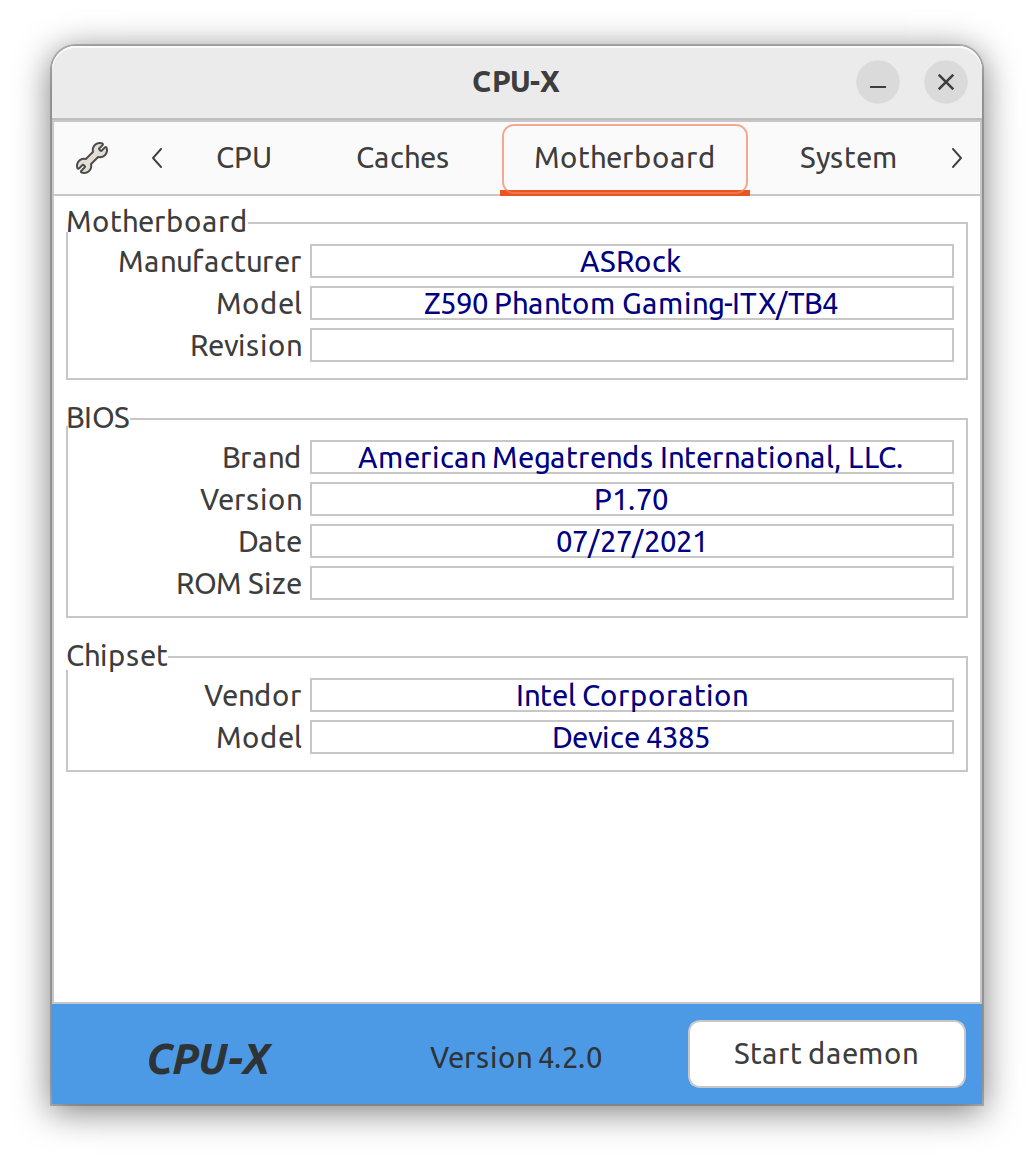 CPU-X
CPU Caches Motherboard System
Motherboard
Manufacturer ASRock
Model Z590 Phantom Gaming-ITX/TB4
Revision
BIOS
Brand American Megatrends International, LLC.
Version P1.70
Date 07/27/2021
ROM Size
Chipset
Vendor Intel Corporation
Model Device 4385
CPU-X Version 4.2.0 Start daemon